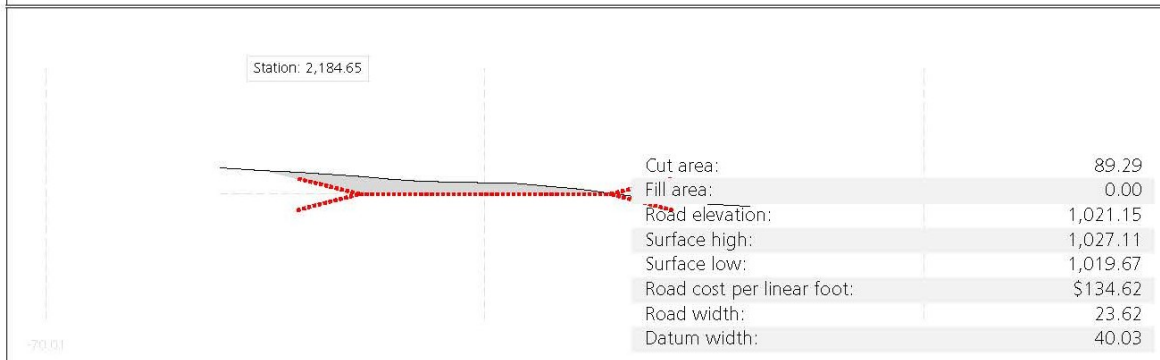 Station: 2,184.65
Cut area: 89.29
Fill area: 0.00
Road elevation: 1,021.15
Surface high: 1,027.11
Surface low: 1,019.67
Road cost per linear foot: $134.62
Road width: 23.62
Datum width: 40.03
-70.01